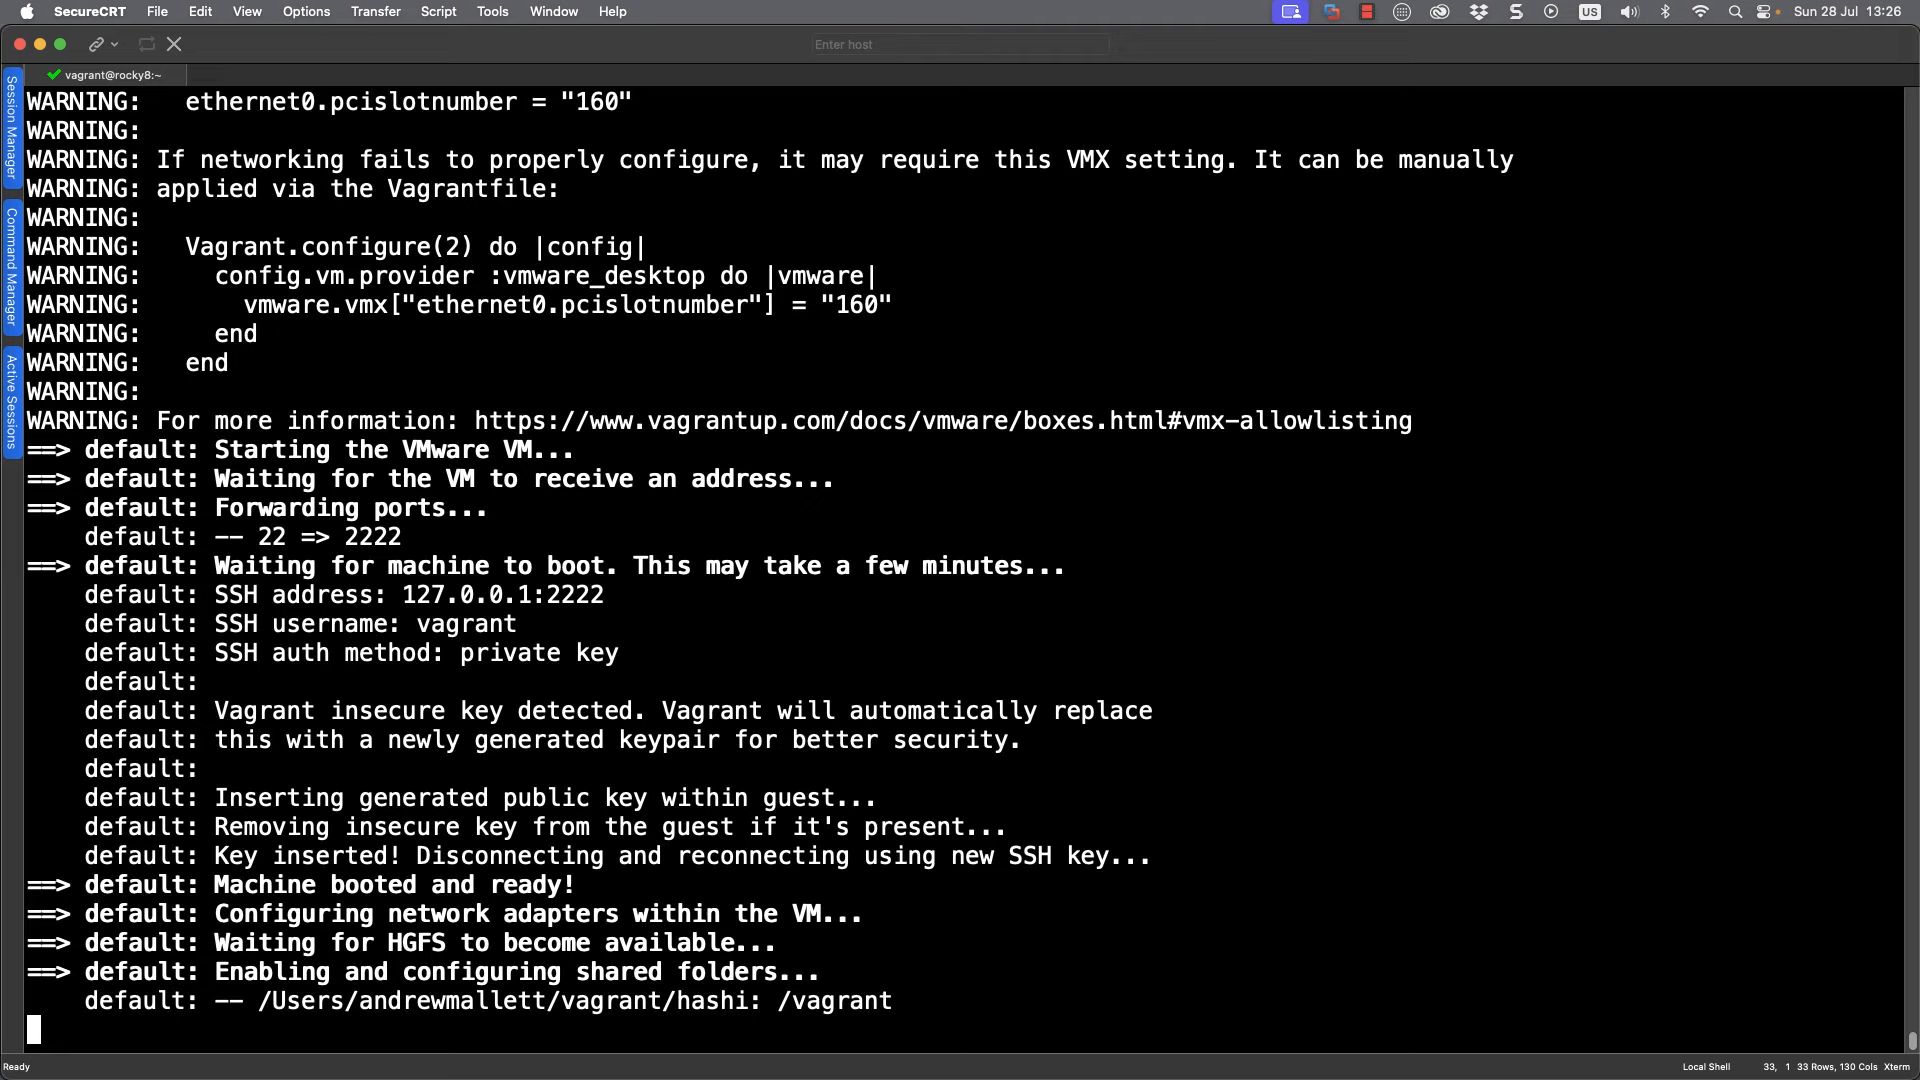 SecureCRT File Edit View Options Transfer Script Tools Window Help US Sun 28 Jul 13:26
Enter host
vagrant@rocky8:~
Session Manager
Command Manager
Active Sessions
WARNING:   ethernet0.pcislotnumber = "160"
WARNING:
WARNING: If networking fails to properly configure, it may require this VMX setting. It can be manually
WARNING: applied via the Vagrantfile:
WARNING:
WARNING:   Vagrant.configure(2) do |config|
WARNING:     config.vm.provider :vmware_desktop do |vmware|
WARNING:       vmware.vmx["ethernet0.pcislotnumber"] = "160"
WARNING:     end
WARNING:   end
WARNING:
WARNING: For more information: https://www.vagrantup.com/docs/vmware/boxes.html#vmx-allowlisting
==> default: Starting the VMware VM...
==> default: Waiting for the VM to receive an address...
==> default: Forwarding ports...
    default: -- 22 => 2222
==> default: Waiting for machine to boot. This may take a few minutes...
    default: SSH address: 127.0.0.1:2222
    default: SSH username: vagrant
    default: SSH auth method: private key
    default:
    default: Vagrant insecure key detected. Vagrant will automatically replace
    default: this with a newly generated keypair for better security.
    default:
    default: Inserting generated public key within guest...
    default: Removing insecure key from the guest if it's present...
    default: Key inserted! Disconnecting and reconnecting using new SSH key...
==> default: Machine booted and ready!
==> default: Configuring network adapters within the VM...
==> default: Waiting for HGFS to become available...
==> default: Enabling and configuring shared folders...
    default: -- /Users/andrewmallett/vagrant/hashi: /vagrant
Ready Local Shell 33, 1 33 Rows, 130 Cols Xterm